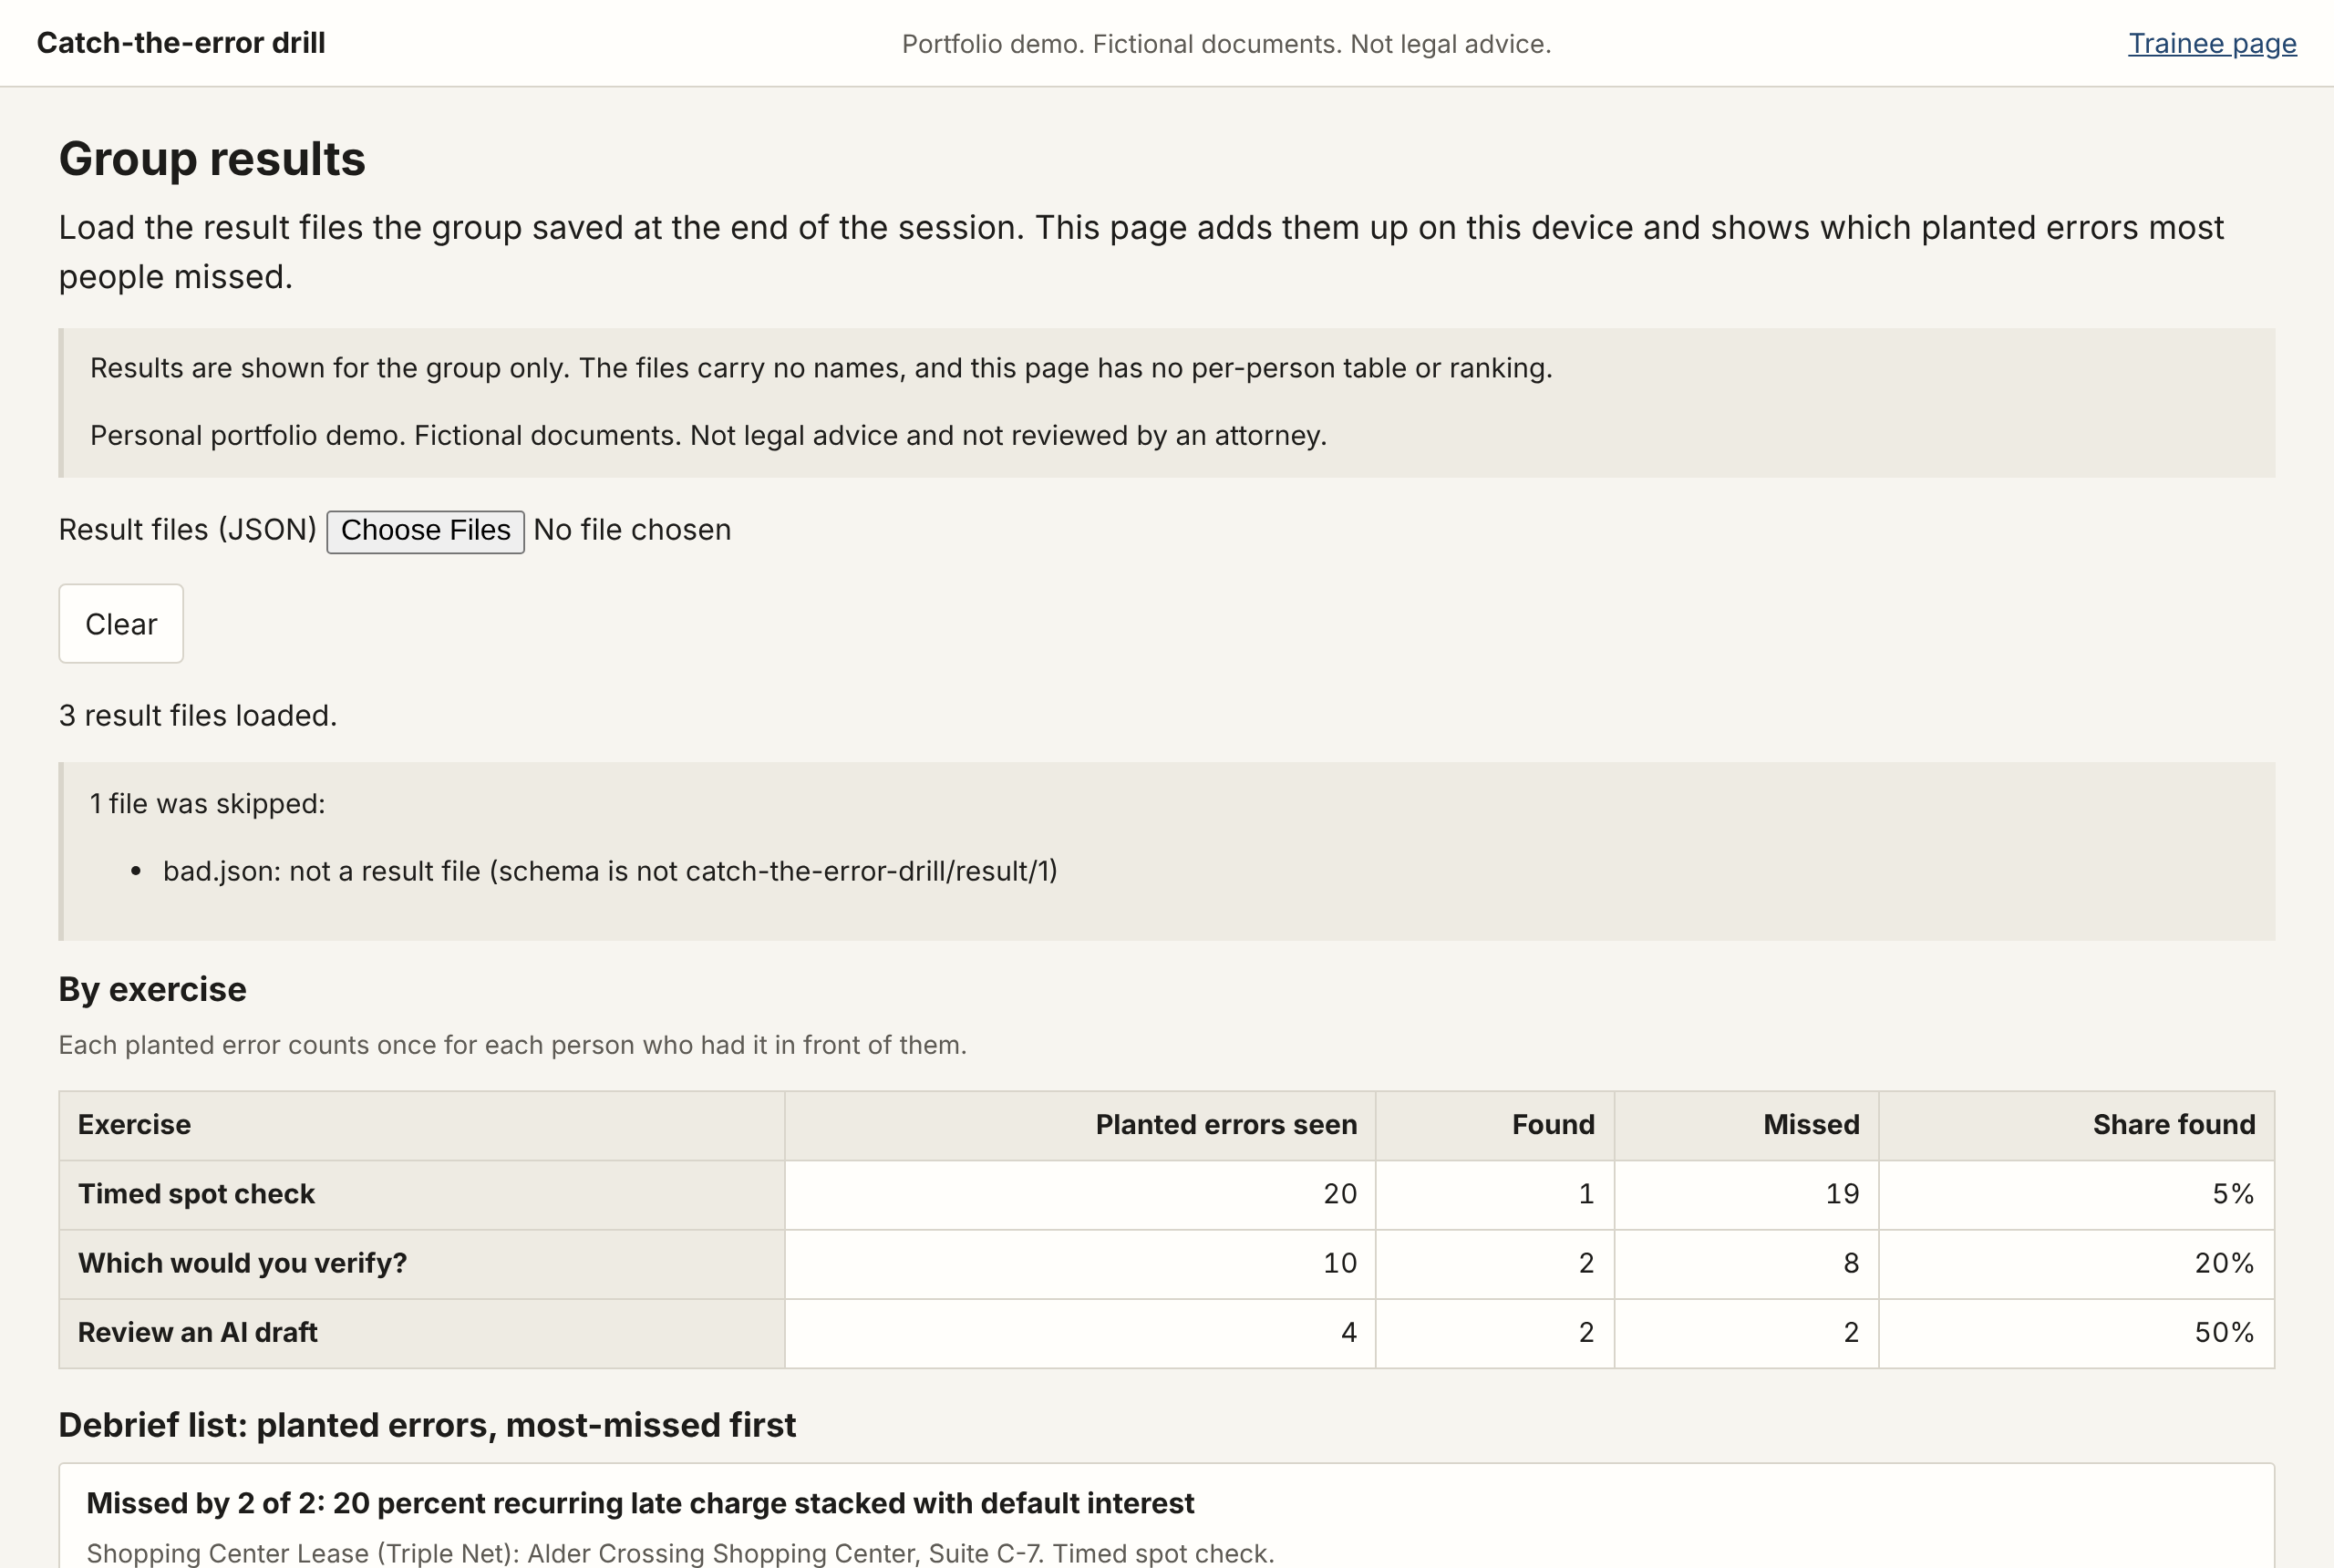 Catch-the-error drill
Portfolio demo. Fictional documents. Not legal advice.
Trainee page
Group results
Load the result files the group saved at the end of the session. This page adds them up on this device and shows which planted errors most
people missed.
Results are shown for the group only. The files carry no names, and this page has no per-person table or ranking.
Personal portfolio demo. Fictional documents. Not legal advice and not reviewed by an attorney.
Result files (JSON) Choose Files No file chosen
Clear
3 result files loaded.
1 file was skipped:
• bad.json: not a result file (schema is not catch-the-error-drill/result/1)
By exercise
Each planted error counts once for each person who had it in front of them.
Exercise Planted errors seen Found Missed Share found
Timed spot check 20 1 19 5%
Which would you verify? 10 2 8 20%
Review an AI draft 4 2 2 50%
Debrief list: planted errors, most-missed first
Missed by 2 of 2: 20 percent recurring late charge stacked with default interest
Shopping Center Lease (Triple Net): Alder Crossing Shopping Center, Suite C-7. Timed spot check.